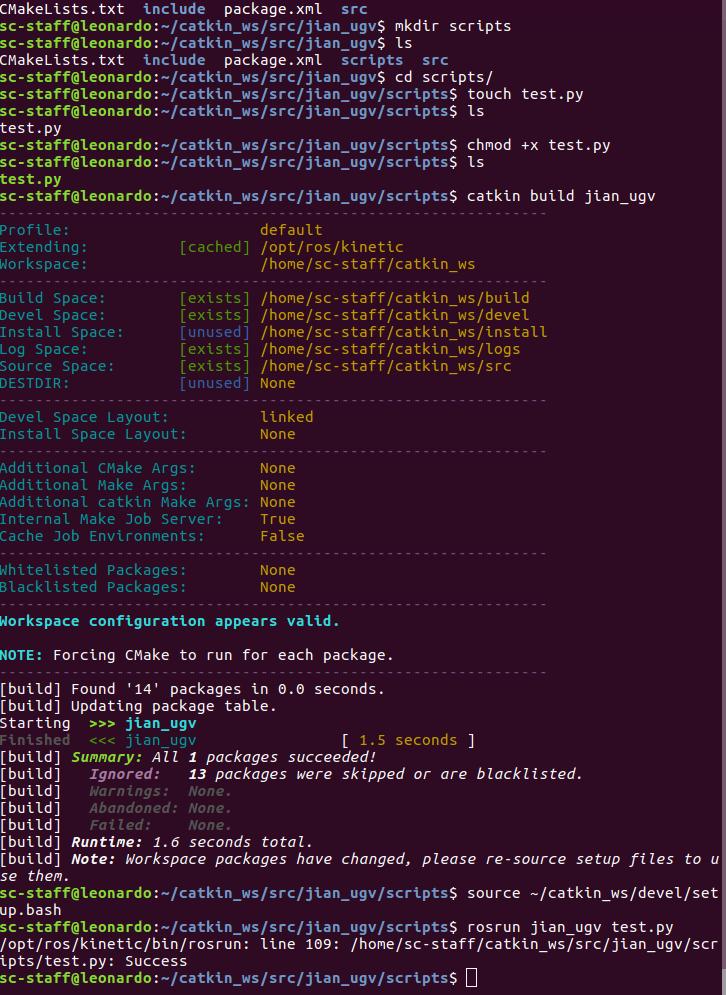 CMakeLists.txt  include  package.xml  src
sc-staff@leonardo:~/catkin_ws/src/jian_ugv$ mkdir scripts
sc-staff@leonardo:~/catkin_ws/src/jian_ugv$ ls
CMakeLists.txt  include  package.xml  scripts  src
sc-staff@leonardo:~/catkin_ws/src/jian_ugv$ cd scripts/
sc-staff@leonardo:~/catkin_ws/src/jian_ugv/scripts$ touch test.py
sc-staff@leonardo:~/catkin_ws/src/jian_ugv/scripts$ ls
test.py
sc-staff@leonardo:~/catkin_ws/src/jian_ugv/scripts$ chmod +x test.py
sc-staff@leonardo:~/catkin_ws/src/jian_ugv/scripts$ ls
test.py
sc-staff@leonardo:~/catkin_ws/src/jian_ugv/scripts$ catkin build jian_ugv
-------------------------------------------------------------
Profile:                     default
Extending:          [cached] /opt/ros/kinetic
Workspace:                   /home/sc-staff/catkin_ws
-------------------------------------------------------------
Build Space:        [exists] /home/sc-staff/catkin_ws/build
Devel Space:        [exists] /home/sc-staff/catkin_ws/devel
Install Space:      [unused] /home/sc-staff/catkin_ws/install
Log Space:          [exists] /home/sc-staff/catkin_ws/logs
Source Space:       [exists] /home/sc-staff/catkin_ws/src
DESTDIR:            [unused] None
-------------------------------------------------------------
Devel Space Layout:          linked
Install Space Layout:        None
-------------------------------------------------------------
Additional CMake Args:       None
Additional Make Args:        None
Additional catkin Make Args: None
Internal Make Job Server:    True
Cache Job Environments:      False
-------------------------------------------------------------
Whitelisted Packages:        None
Blacklisted Packages:        None
-------------------------------------------------------------
Workspace configuration appears valid.
NOTE: Forcing CMake to run for each package.
-------------------------------------------------------------
[build] Found '14' packages in 0.0 seconds.
[build] Updating package table.
Starting  >>> jian_ugv
Finished  <<< jian_ugv                [ 1.5 seconds ]
[build] Summary: All 1 packages succeeded!
[build]   Ignored:   13 packages were skipped or are blacklisted.
[build]   Warnings:  None.
[build]   Abandoned: None.
[build]   Failed:    None.
[build] Runtime: 1.6 seconds total.
[build] Note: Workspace packages have changed, please re-source setup files to u
se them.
sc-staff@leonardo:~/catkin_ws/src/jian_ugv/scripts$ source ~/catkin_ws/devel/set
up.bash
sc-staff@leonardo:~/catkin_ws/src/jian_ugv/scripts$ rosrun jian_ugv test.py
/opt/ros/kinetic/bin/rosrun: line 109: /home/sc-staff/catkin_ws/src/jian_ugv/scr
ipts/test.py: Success
sc-staff@leonardo:~/catkin_ws/src/jian_ugv/scripts$